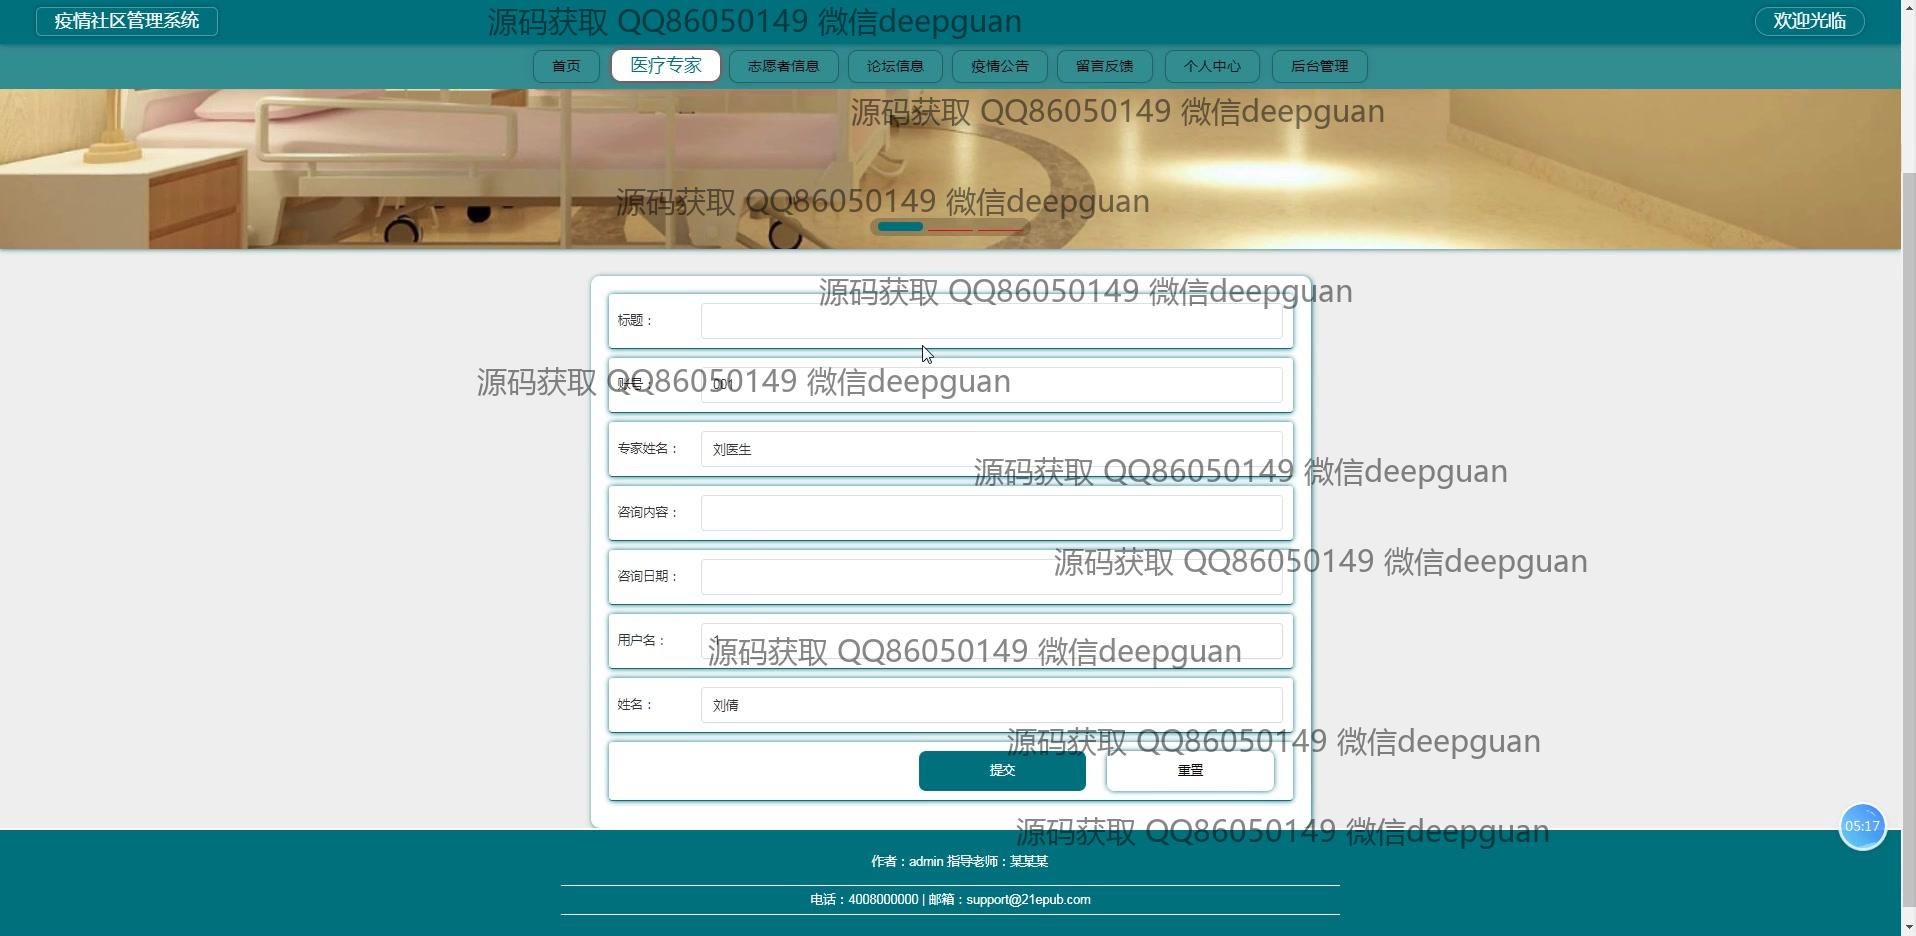 疫情社区管理系统
源码获取 QQ86050149 微信deepguan
欢迎光临
首页 医疗专家 志愿者信息 论坛信息 疫情公告 留言反馈 个人中心 后台管理
源码获取 QQ86050149 微信deepguan
源码获取 QQ86050149 微信deepguan
源码获取 QQ86050149 微信deepguan
标题：
源码获取 QQ86050149 微信deepguan
账号： 001
专家姓名： 刘医生
源码获取 QQ86050149 微信deepguan
咨询内容：
源码获取 QQ86050149 微信deepguan
咨询日期：
用户名： 1
源码获取 QQ86050149 微信deepguan
姓名： 刘倩
源码获取 QQ86050149 微信deepguan
提交 重置
源码获取 QQ86050149 微信deepguan
05:17
作者：admin 指导老师：某某某
电话：4008000000 | 邮箱：support@21epub.com